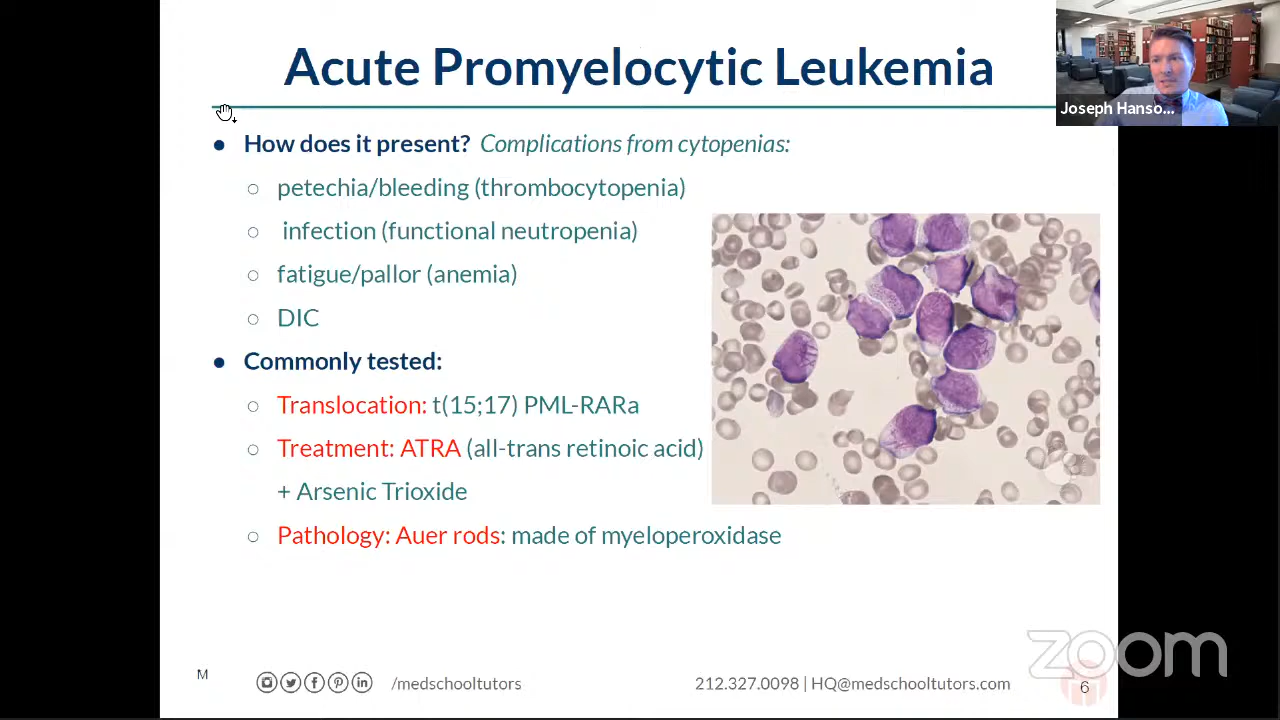 Acute Promyelocytic Leukemia
Joseph Hanso...
● How does it present? Complications from cytopenias:
○ petechia/bleeding (thrombocytopenia)
○ infection (functional neutropenia)
○ fatigue/pallor (anemia)
○ DIC
● Commonly tested:
○ Translocation: t(15;17) PML-RARa
○ Treatment: ATRA (all-trans retinoic acid)
+ Arsenic Trioxide
○ Pathology: Auer rods: made of myeloperoxidase
zoom
M
/medschooltutors
212.327.0098 | HQ@medschooltutors.com
6